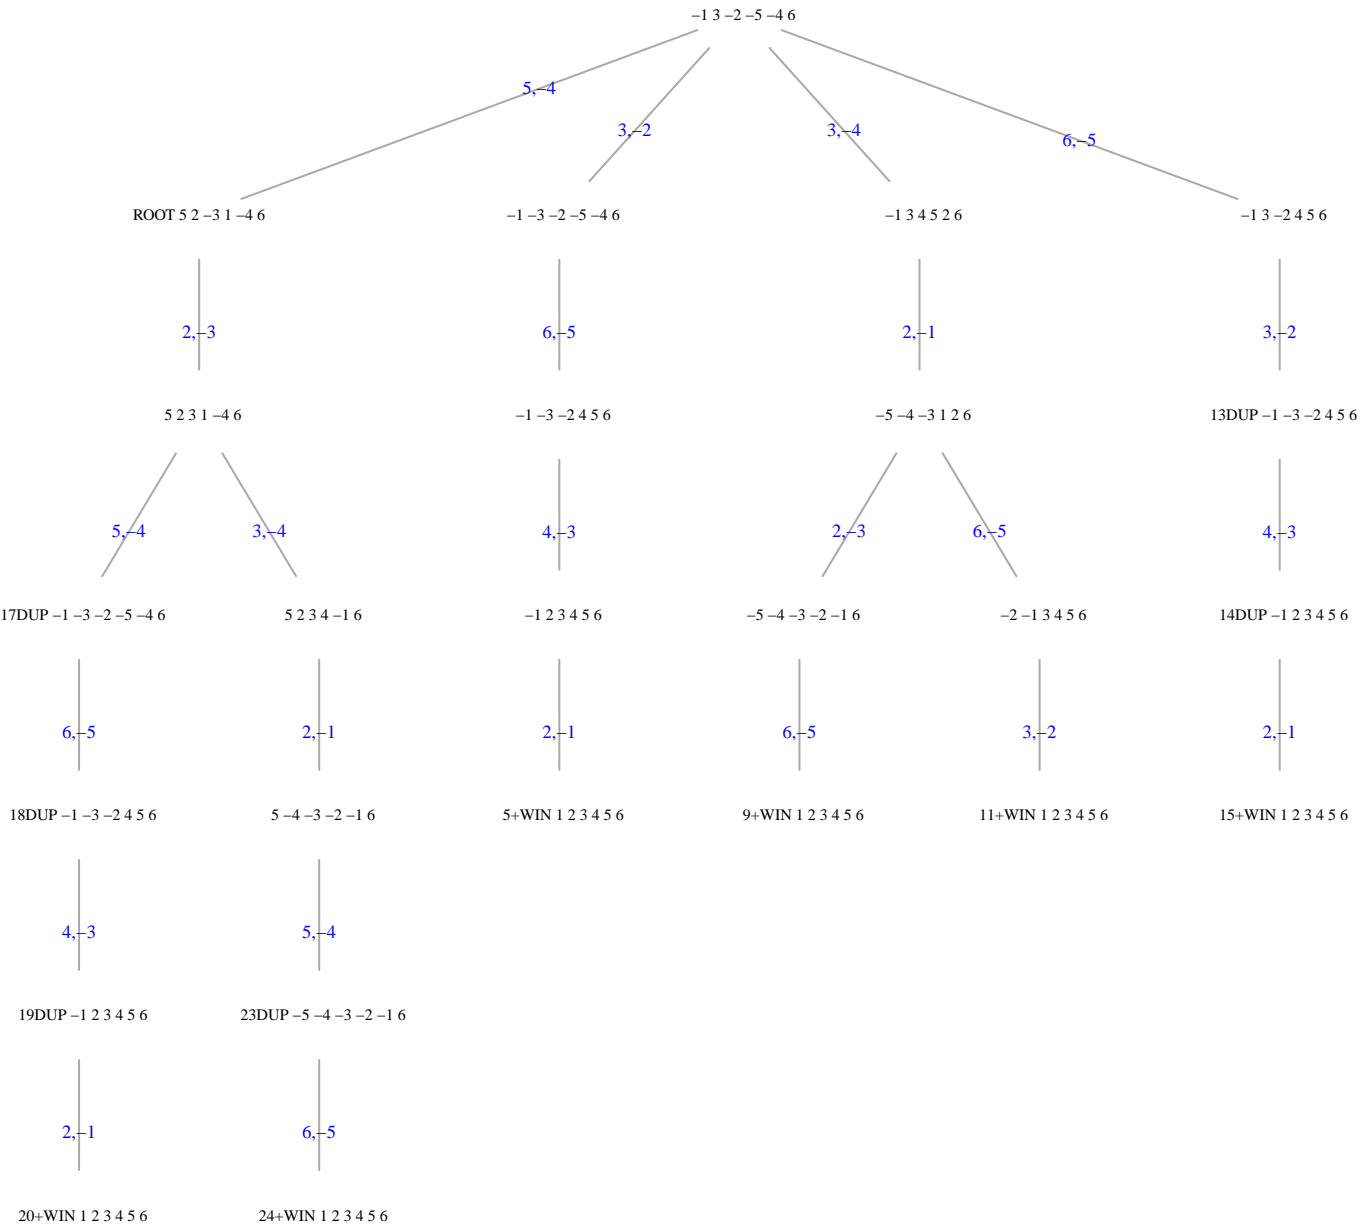 −1 3 −2 −5 −4 6
5,−4
3,−2
3,−4
6,−5
ROOT 5 2 −3 1 −4 6
−1 −3 −2 −5 −4 6
−1 3 4 5 2 6
−1 3 −2 4 5 6
2,−3
6,−5
2,−1
3,−2
5 2 3 1 −4 6
−1 −3 −2 4 5 6
−5 −4 −3 1 2 6
13DUP −1 −3 −2 4 5 6
5,−4
3,−4
4,−3
2,−3
6,−5
4,−3
17DUP −1 −3 −2 −5 −4 6
5 2 3 4 −1 6
−1 2 3 4 5 6
−5 −4 −3 −2 −1 6
−2 −1 3 4 5 6
14DUP −1 2 3 4 5 6
6,−5
2,−1
2,−1
6,−5
3,−2
2,−1
18DUP −1 −3 −2 4 5 6
5 −4 −3 −2 −1 6
5+WIN 1 2 3 4 5 6
9+WIN 1 2 3 4 5 6
11+WIN 1 2 3 4 5 6
15+WIN 1 2 3 4 5 6
4,−3
5,−4
19DUP −1 2 3 4 5 6
23DUP −5 −4 −3 −2 −1 6
2,−1
6,−5
20+WIN 1 2 3 4 5 6
24+WIN 1 2 3 4 5 6